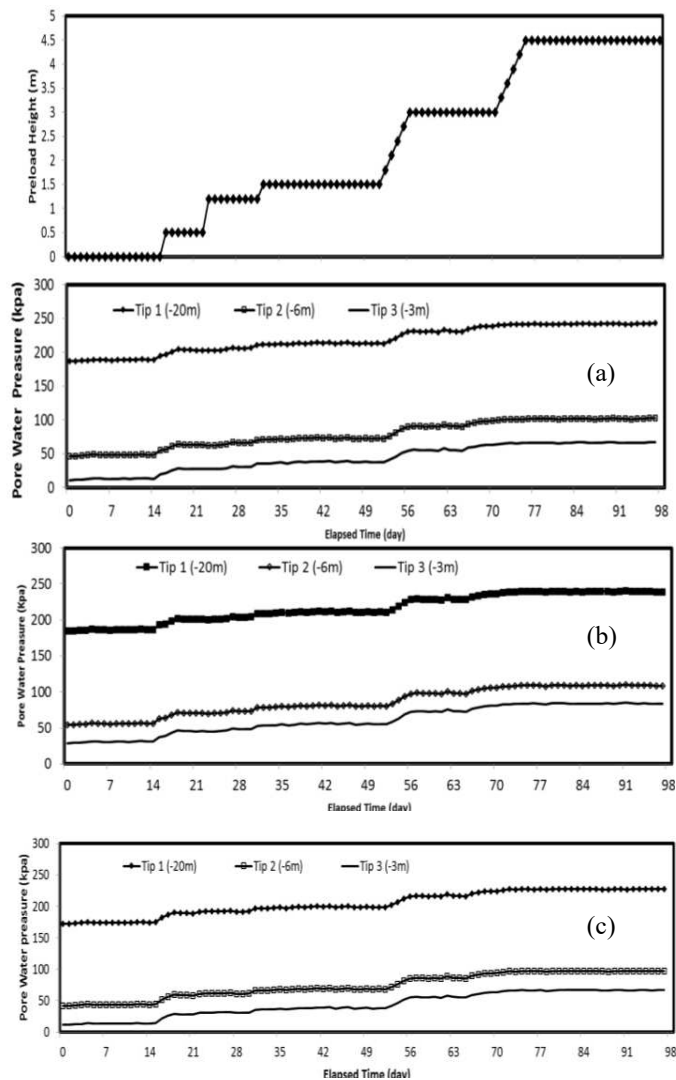 Preload Height (m)
5
4.5
4
3.5
3
2.5
2
1.5
1
0.5
0
Pore Water Preasure (kpa)
300
250
200
150
100
50
0
Tip 1 (-20m) Tip 2 (-6m) Tip 3 (-3m)
(a)
0 7 14 21 28 35 42 49 56 63 70 77 84 91 98
Elapsed Time (day)
Pore Water Preasure (Kpa)
300
250
200
150
100
50
0
Tip 1 (-20m) Tip 2 (-6m) Tip 3 (-3m)
(b)
0 7 14 21 28 35 42 49 56 63 70 77 84 91 98
Elapsed Time (day)
Pore Water preasure (kpa)
300
250
200
150
100
50
0
Tip 1 (-20m) Tip 2 (-6m) Tip 3 (-3m)
(c)
0 7 14 21 28 35 42 49 56 63 70 77 84 91 98
Elapsed Time (day)